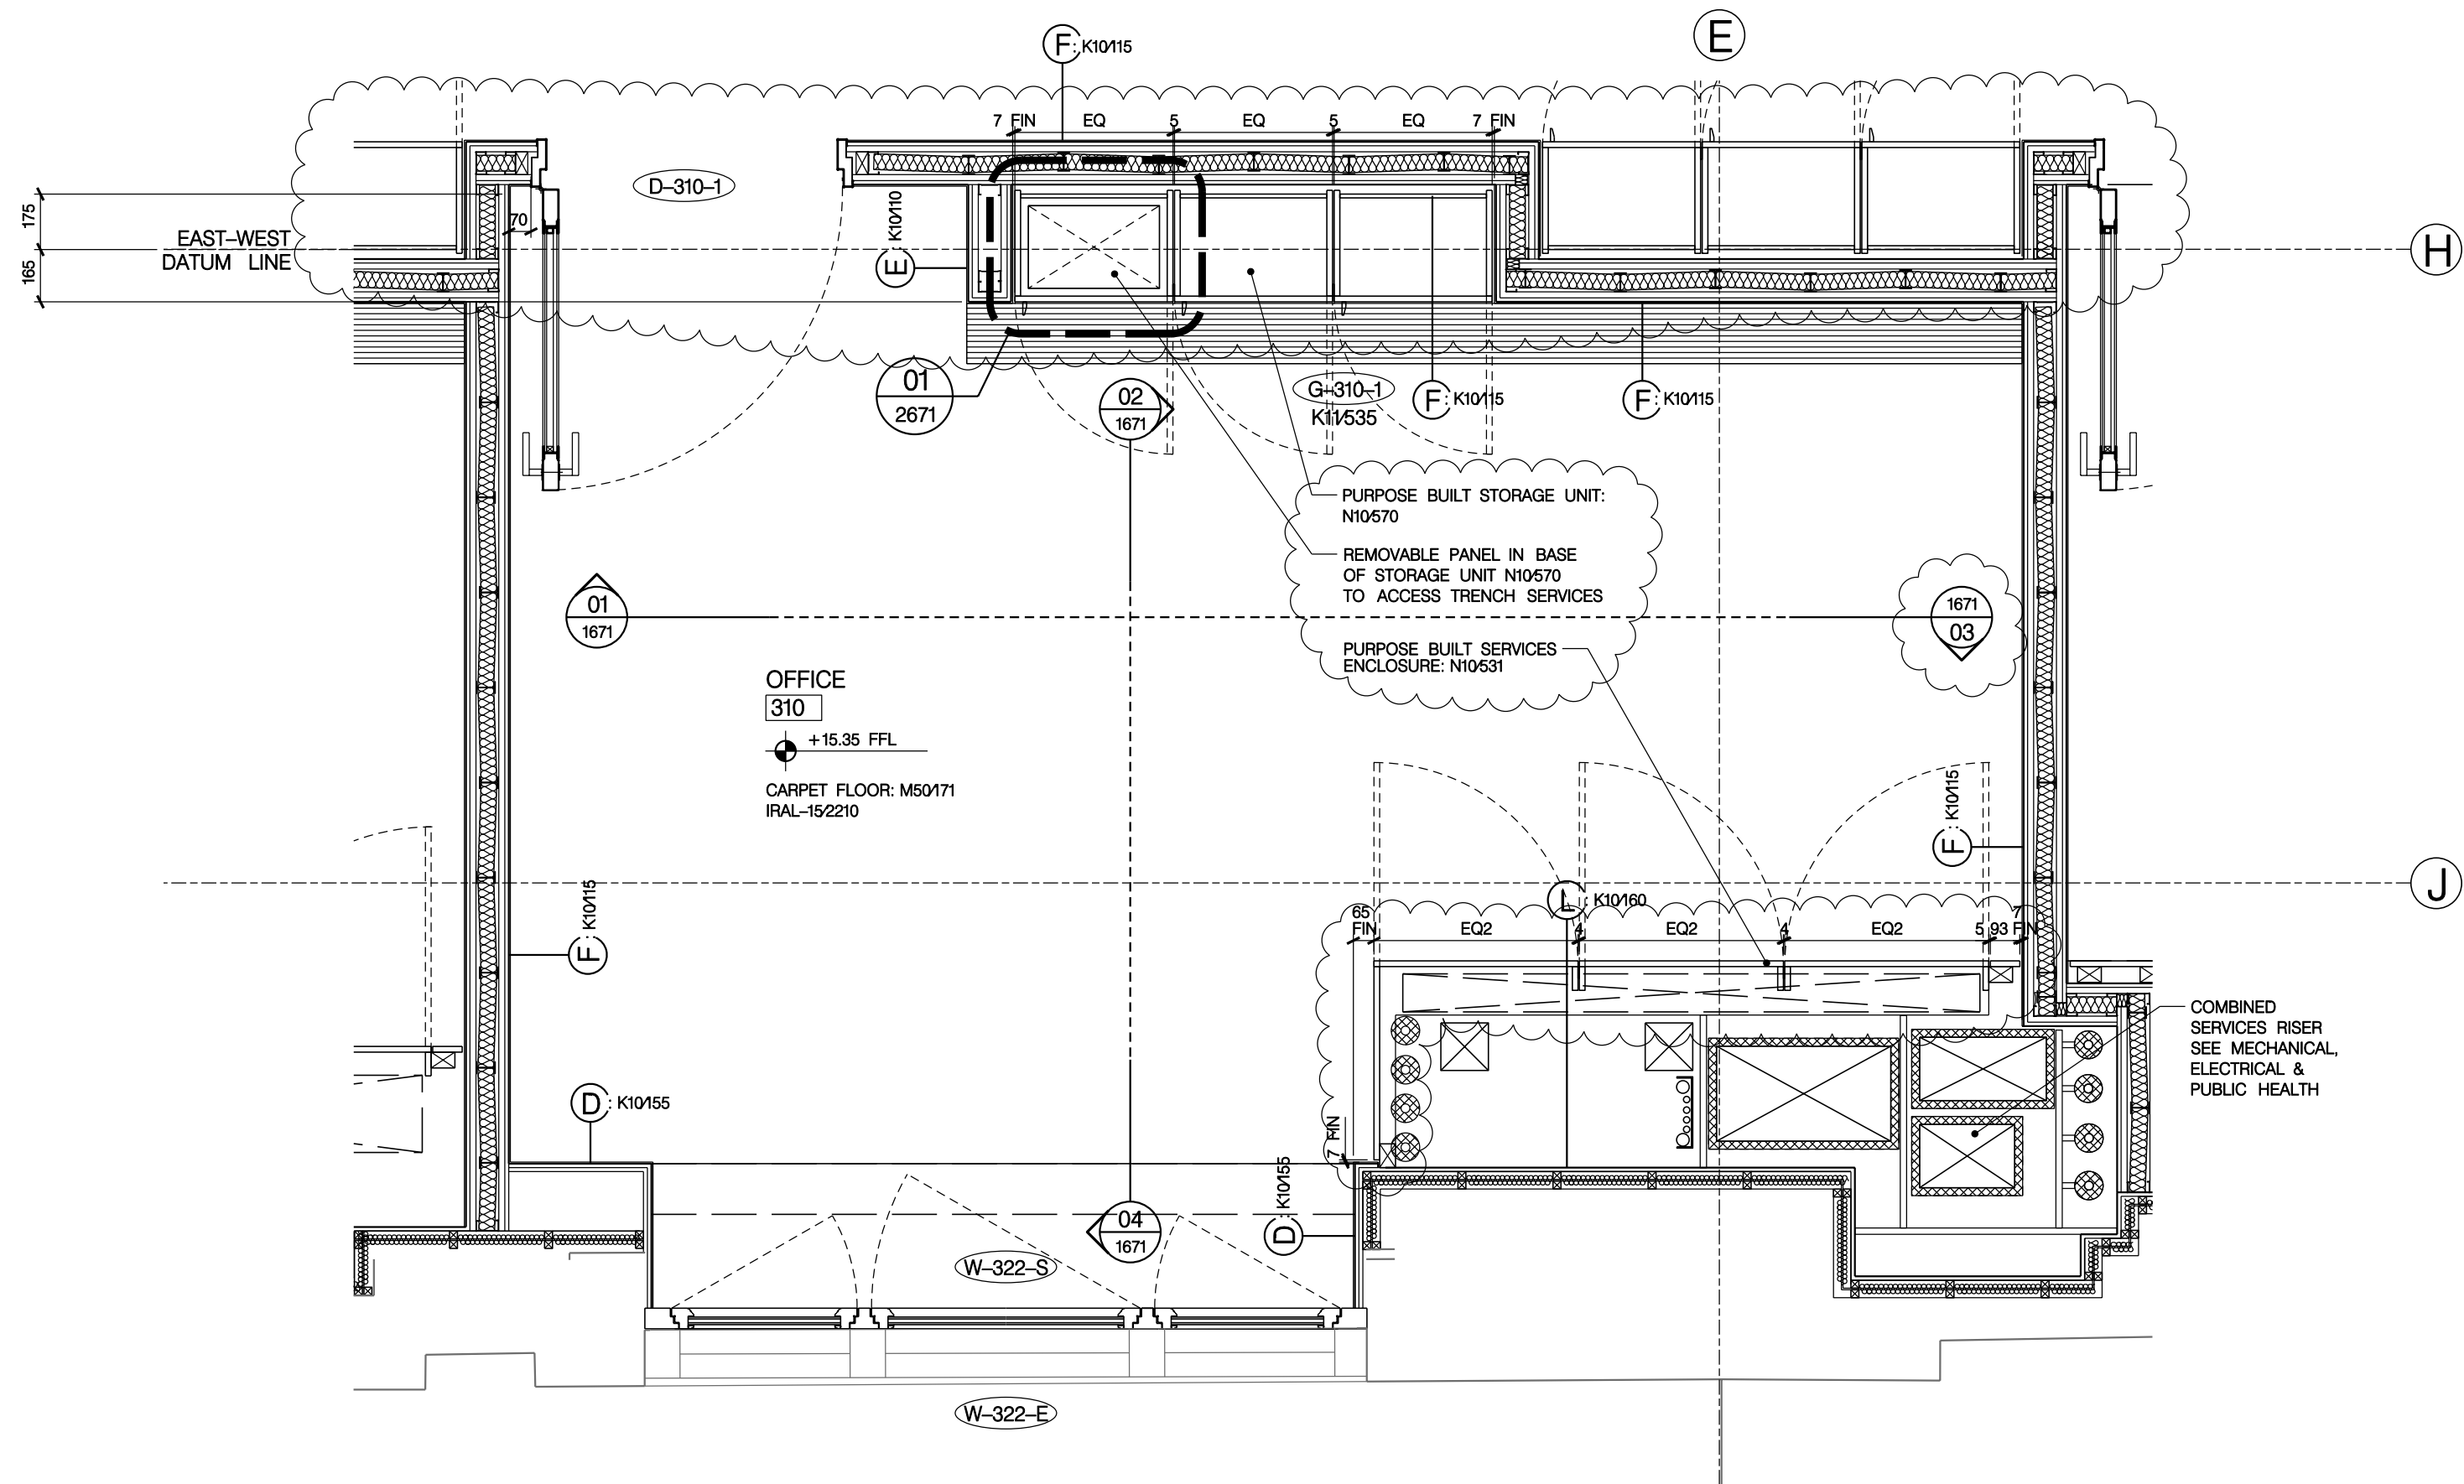 E
F : K10/115
7 FIN EQ 5 EQ 5 EQ 7 FIN
D–310–1
175
70
EAST–WEST
DATUM LINE
165
E : K10/110
H
01
2671
02
1671
G–310–1
K11/535
F : K10/115
F : K10/115
PURPOSE BUILT STORAGE UNIT:
N10/570
REMOVABLE PANEL IN BASE
OF STORAGE UNIT N10/570
TO ACCESS TRENCH SERVICES
01
1671
1671
03
PURPOSE BUILT SERVICES
ENCLOSURE: N10/531
OFFICE
310
+15.35 FFL
CARPET FLOOR: M50/171
IRAL–15/2210
F : K10/115
J
F : K10/115
L : K10/160
65
FIN EQ2 4 EQ2 4 EQ2 5 93 7
FIN
COMBINED
SERVICES RISER
SEE MECHANICAL,
ELECTRICAL &
PUBLIC HEALTH
D : K10/155
7 FIN
D : K10/155
04
1671
W–322–S
W–322–E